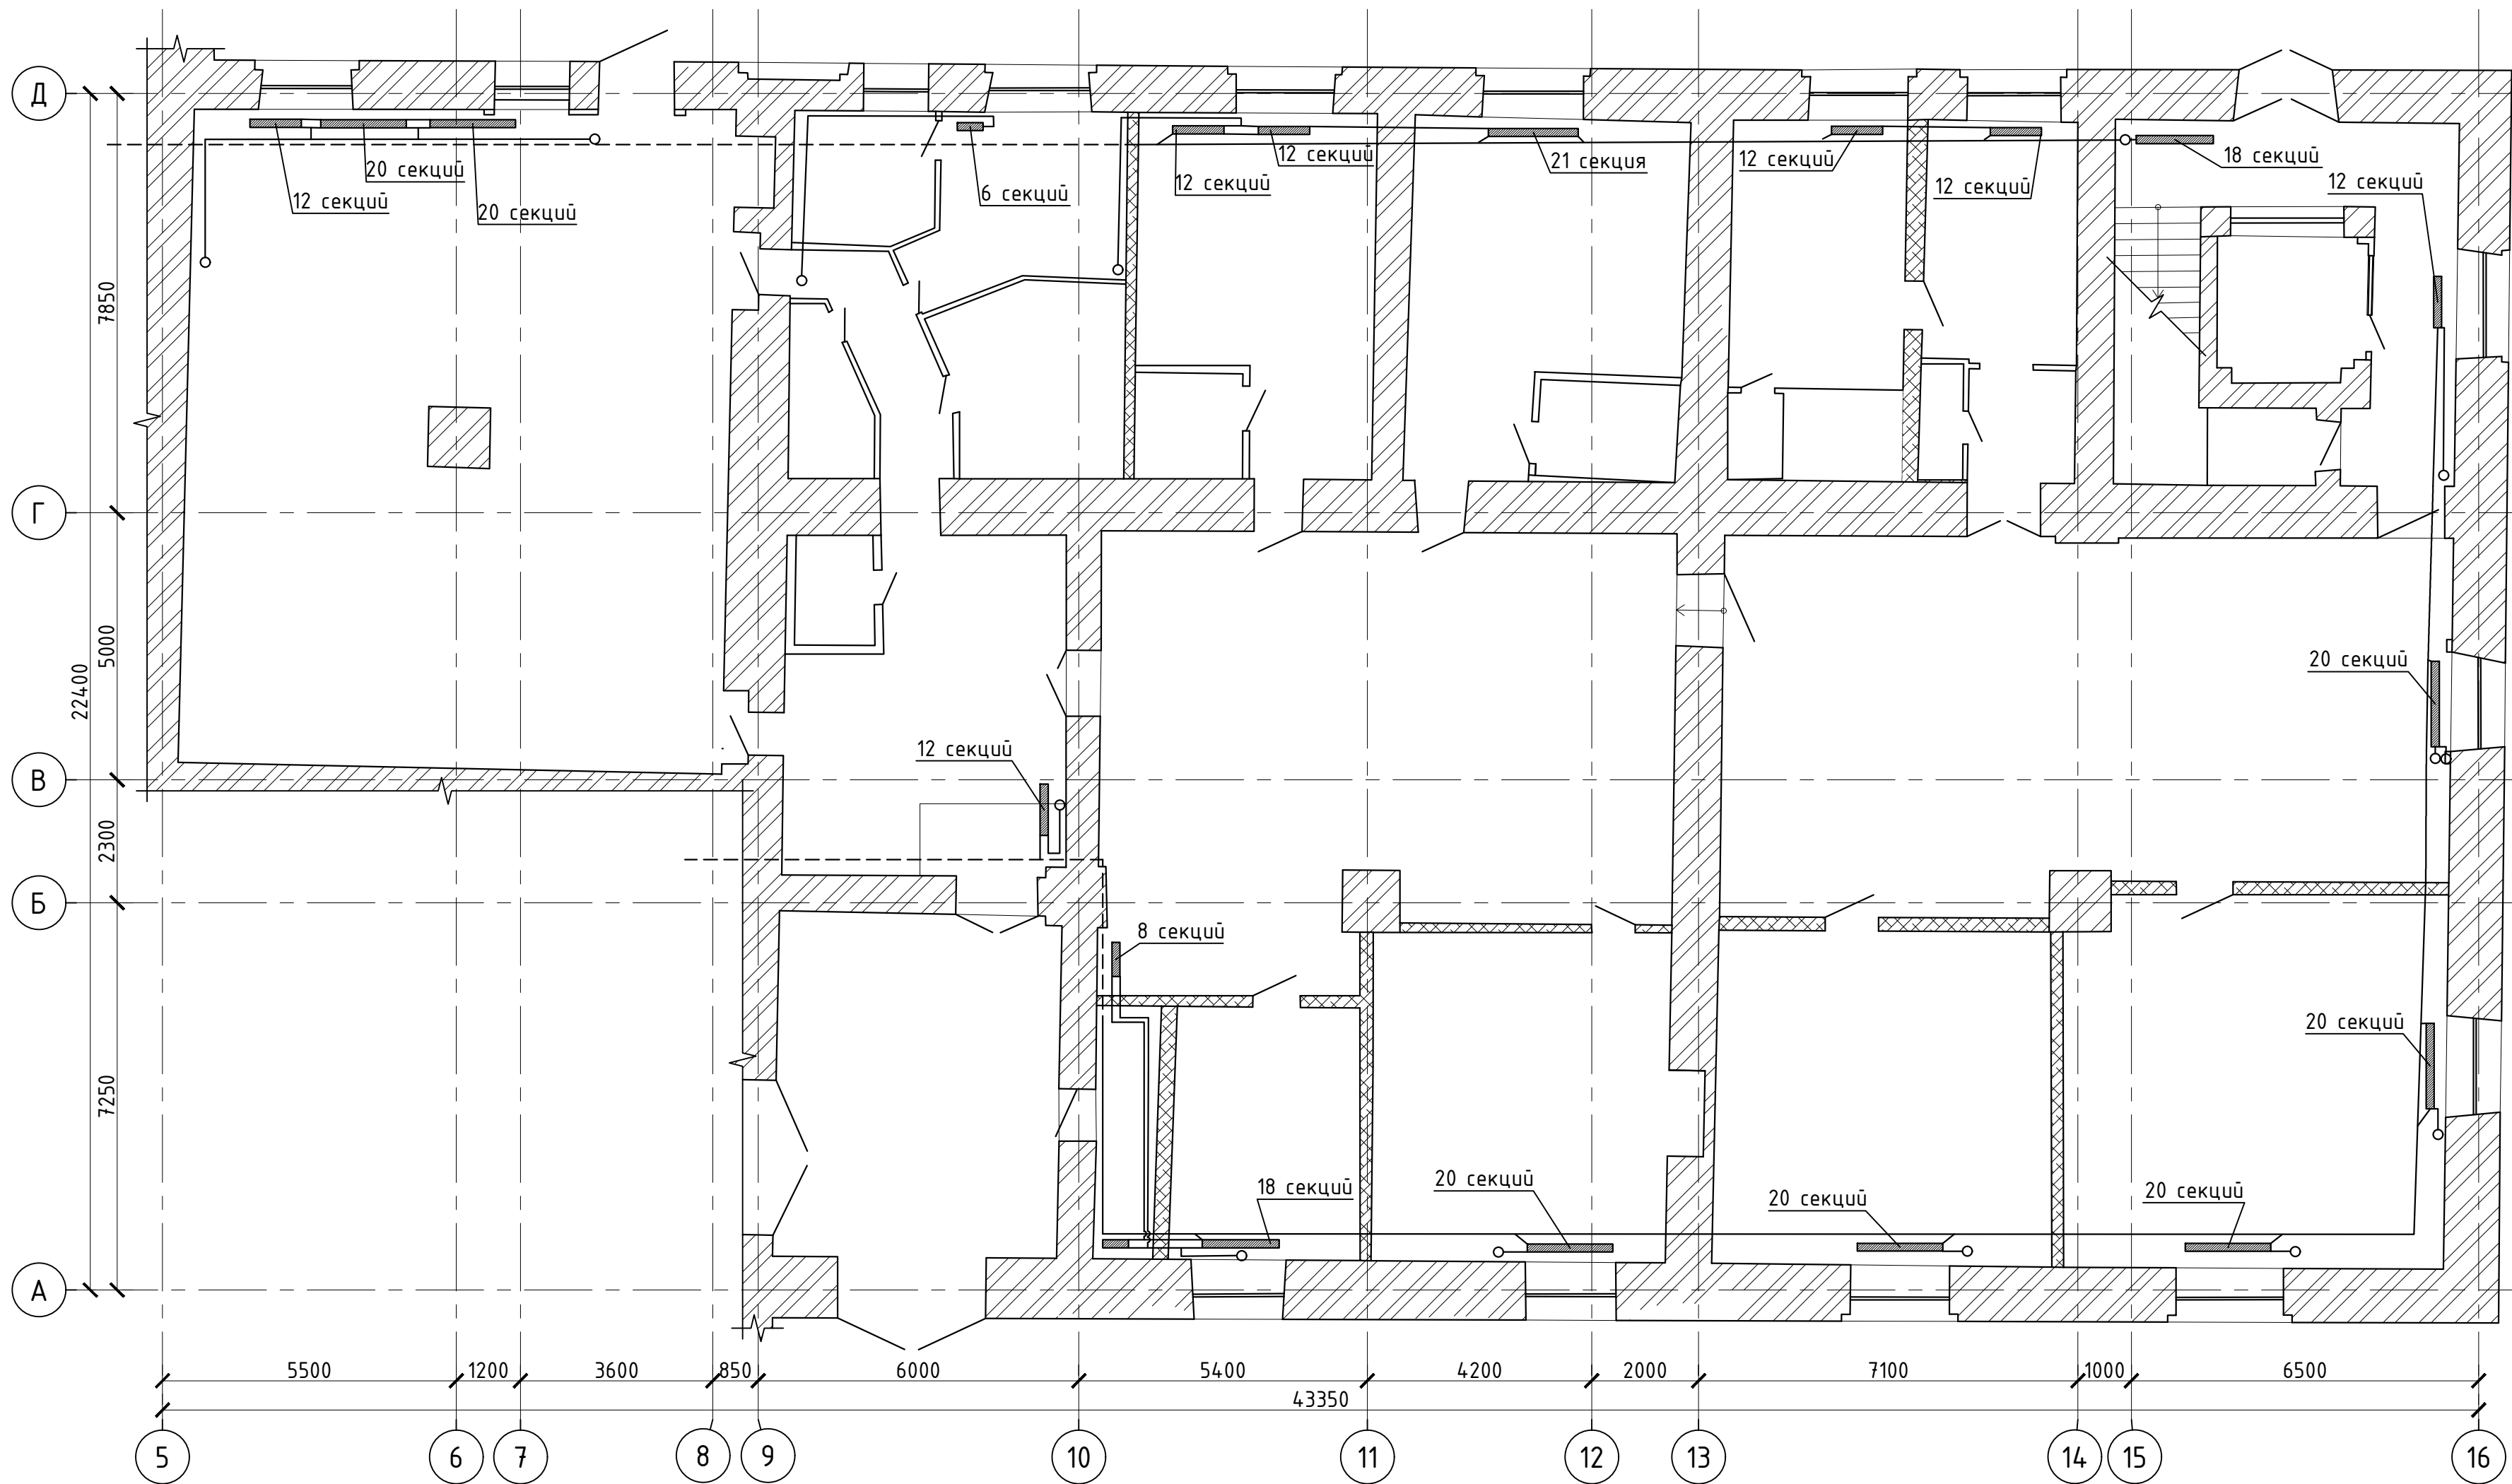 Д
12 секций
20 секций
20 секций
6 секций
12 секций
12 секций
21 секция
12 секций
12 секций
18 секций
12 секций
7850
Г
5000
22400
20 секций
В
12 секций
2300
Б
8 секций
20 секций
7250
18 секций
20 секций
20 секций
20 секций
А
5500
1200
3600
850
6000
5400
4200
2000
7100
1000
6500
43350
5
6
7
8
9
10
11
12
13
14
15
16